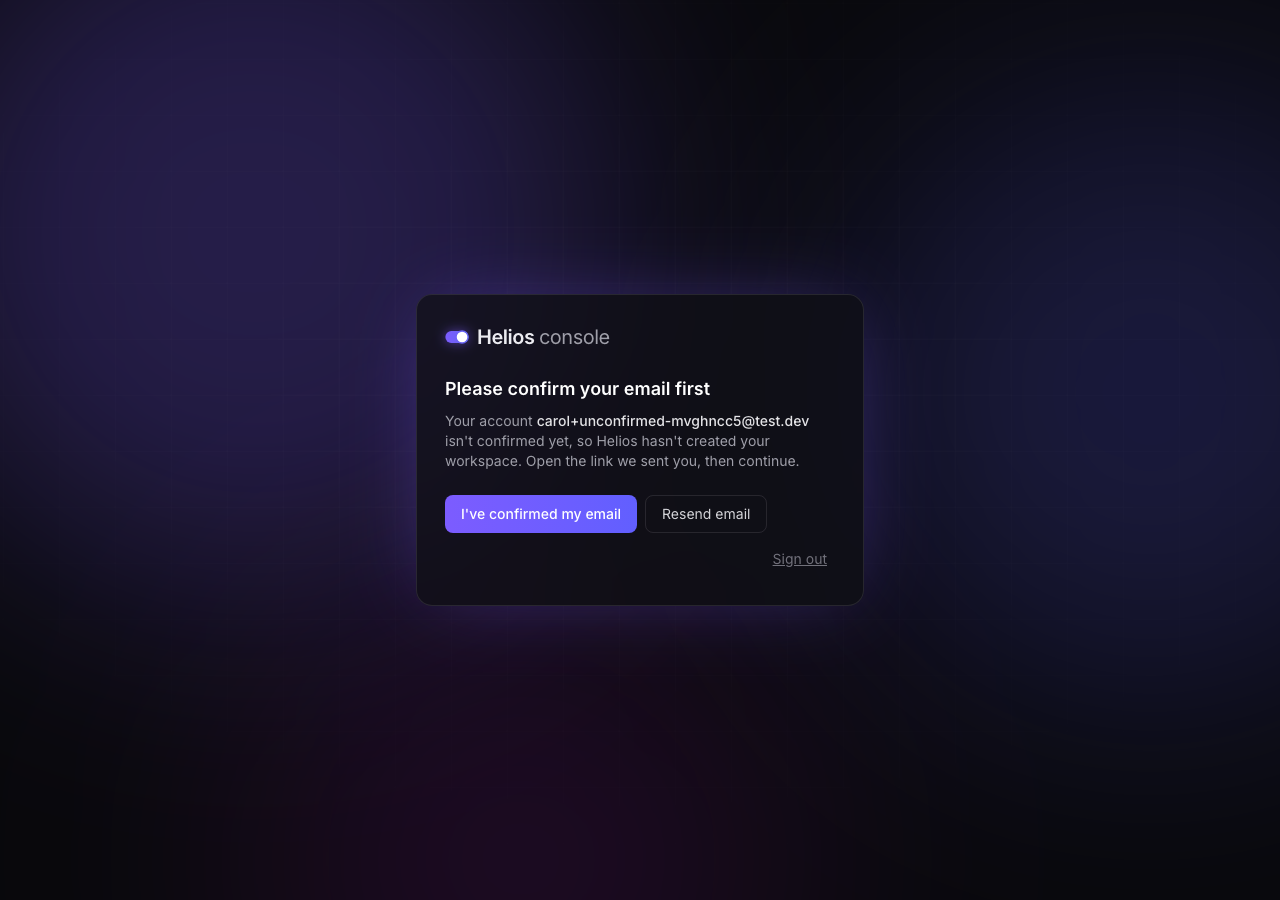 Helios console
Please confirm your email first
Your account carol+unconfirmed-mvghncc5@test.dev
isn't confirmed yet, so Helios hasn't created your
workspace. Open the link we sent you, then continue.
I've confirmed my email
Resend email
Sign out